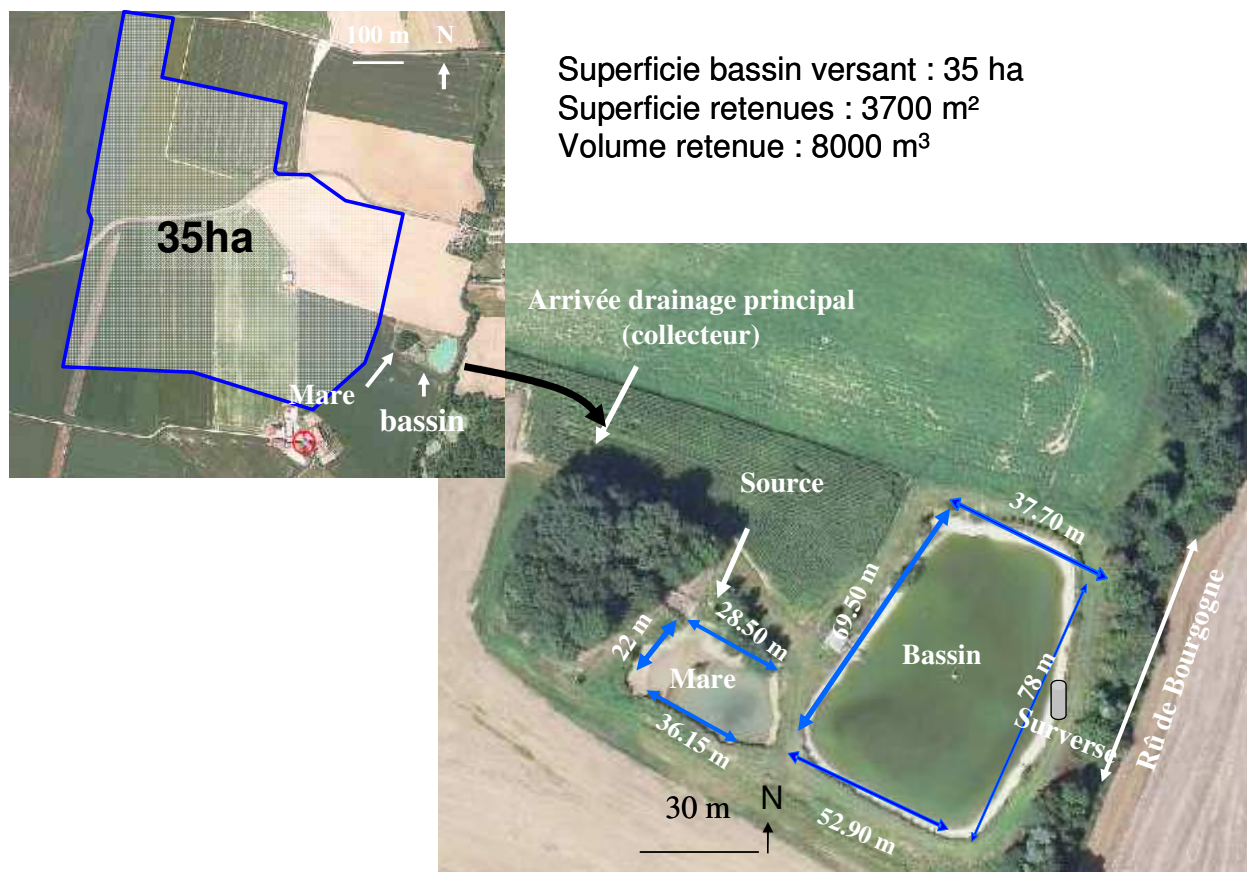 100 m N
Superficie bassin versant : 35 ha
Superficie retenues : 3700 m²
Volume retenue : 8000 m³
35ha
Mare
bassin
Arrivée drainage principal
(collecteur)
Source
37.70 m
69.50 m
28.50 m
22 m
Bassin
Mare
78 m
Surverse
Rû de Bourgogne
36.15 m
30 m N
52.90 m